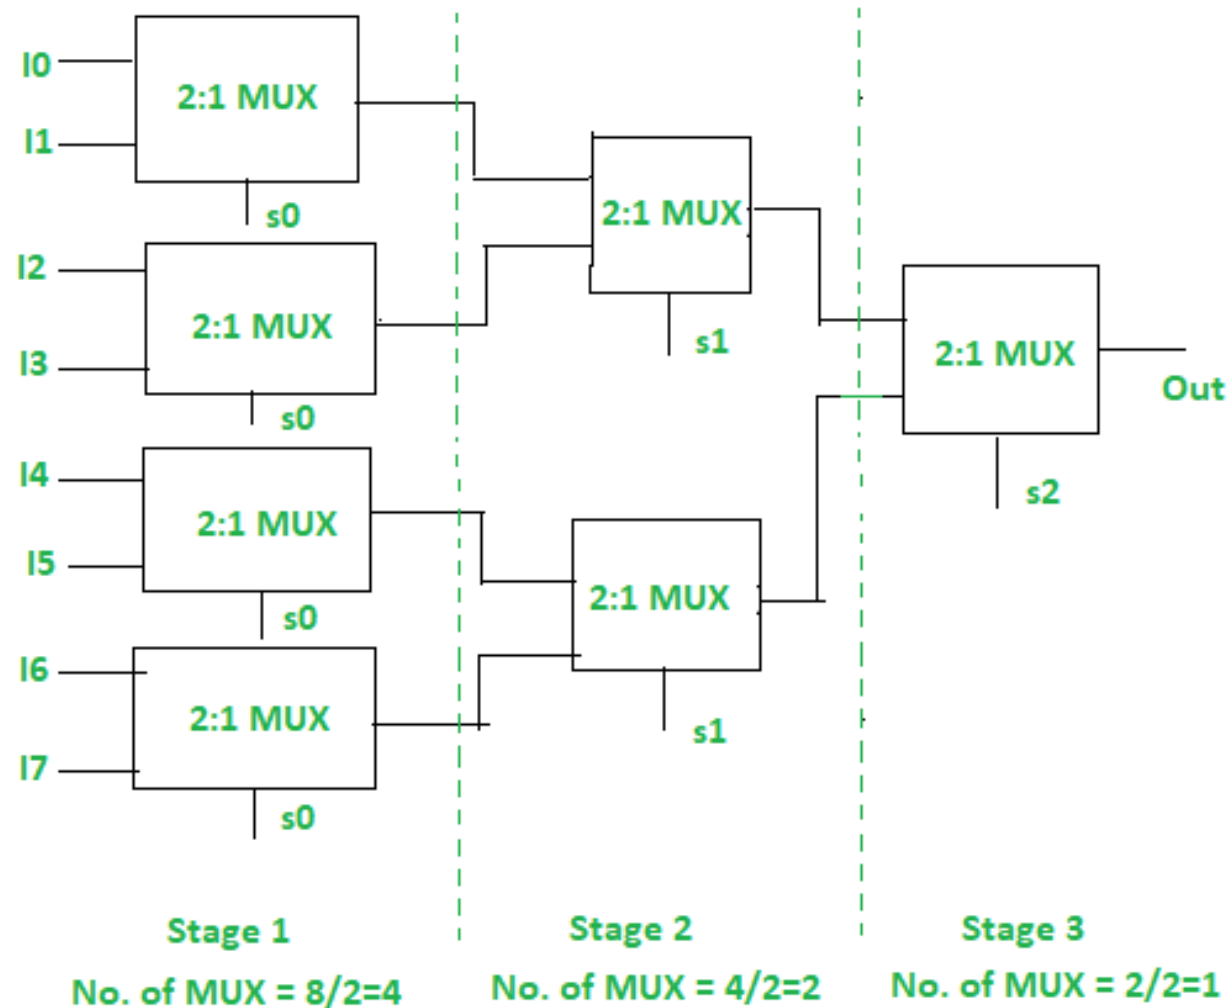 I0
2:1 MUX
I1
s0
I2
2:1 MUX
I3
s0
I4
2:1 MUX
I5
s0
I6
2:1 MUX
I7
s0
2:1 MUX
s1
2:1 MUX
s1
2:1 MUX
Out
s2
Stage 1
No. of MUX = 8/2=4
Stage 2
No. of MUX = 4/2=2
Stage 3
No. of MUX = 2/2=1